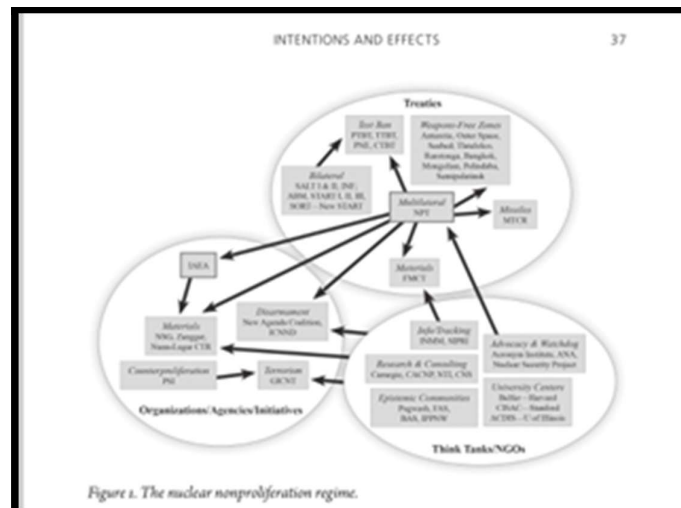 INTENTIONS AND EFFECTS 37
Treaties
Test Ban
PTBT, TTBT,
PNE, CTBT
Weapons-Free Zones
Antarctic, Outer Space,
Seabed, Tlatelolco,
Rarotonga, Bangkok,
Mongolian, Pelindaba,
Semipalatinsk
Bilateral
SALT I & II, INF,
ABM, START I, II, III,
SORT – New START
Multilateral
NPT
Missiles
MTCR
IAEA
Materials
FMCT
Disarmament
New Agenda Coalition,
ICNND
Materials
NSG, Zangger,
Nunn-Lugar CTR
Info/Tracking
INMM, SIPRI
Advocacy & Watchdog
Acronym Institute, ANA,
Nuclear Security Project
Research & Consulting
Carnegie, CACNP, NTI, CNS
Counterproliferation
PSI
Terrorism
GICNT
Epistemic Communities
Pugwash, FAS,
BAS, IPPNW
University Centers
Belfer – Harvard
CISAC – Stanford
ACDIS – U of Illinois
Organizations/Agencies/Initiatives
Think Tanks/NGOs
Figure 1. The nuclear nonproliferation regime.